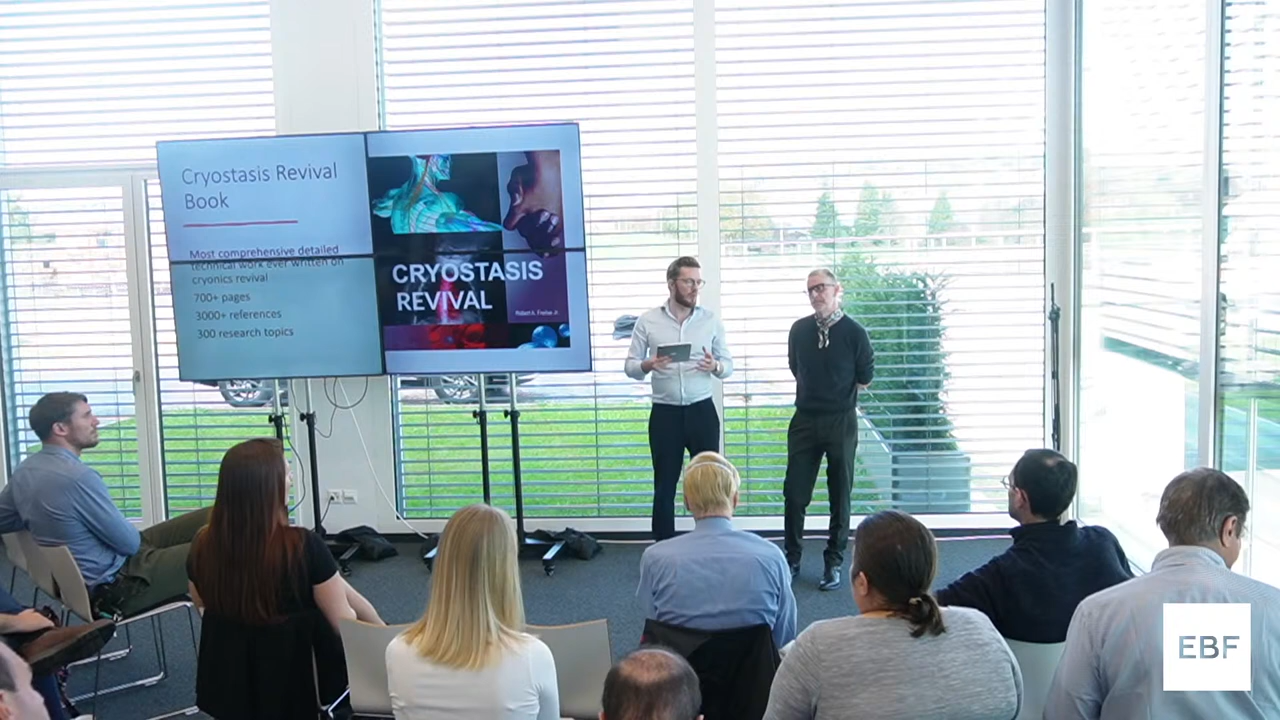 Cryostasis Revival
Book
Most comprehensive detailed
technical work ever written on
cryonics revival
700+ pages
3000+ references
300 research topics
CRYOSTASIS
REVIVAL
Robert A. Freitas Jr.
EBF